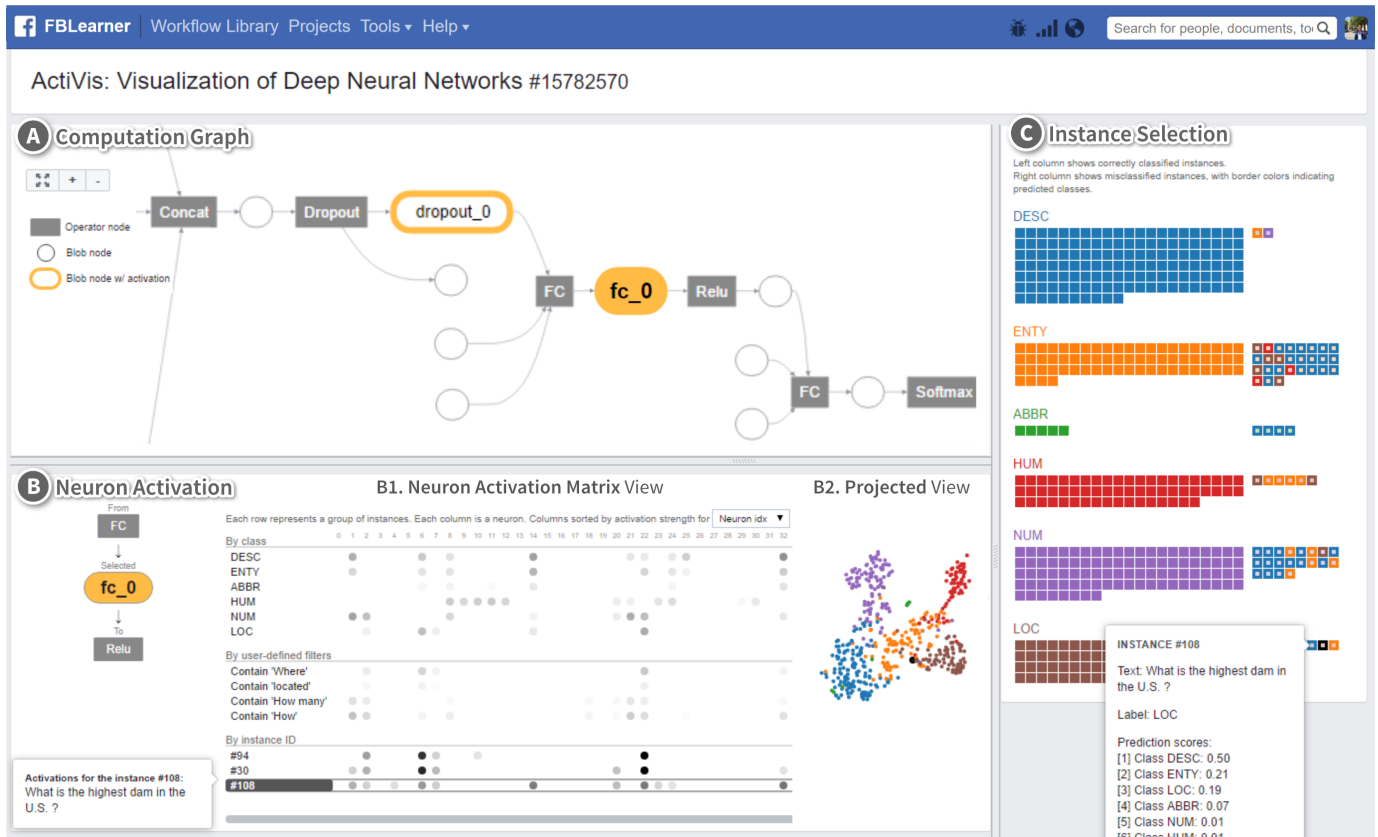 FBLearner Workflow Library Projects Tools Help
Search for people, documents, to
ActiVis: Visualization of Deep Neural Networks #15782570
A Computation Graph
+ -
Operator node
Blob node
Blob node w/ activation
Concat
Dropout
dropout_0
FC
fc_0
Relu
FC
Softmax
B Neuron Activation
From
FC
Selected
fc_0
To
Relu
Activations for the instance #108:
What is the highest dam in the
U.S. ?
B1. Neuron Activation Matrix View
Each row represents a group of instances. Each column is a neuron. Columns sorted by activation strength for Neuron idx
0 1 2 3 4 5 6 7 8 9 10 11 12 13 14 15 16 17 18 19 20 21 22 23 24 25 26 27 28 29 30 31 32
By class
DESC
ENTY
ABBR
HUM
NUM
LOC
By user-defined filters
Contain 'Where'
Contain 'located'
Contain 'How many'
Contain 'How'
By instance ID
#94
#30
#108
B2. Projected View
C Instance Selection
Left column shows correctly classified instances.
Right column shows misclassified instances, with border colors indicating
predicted classes.
DESC
ENTY
ABBR
HUM
NUM
LOC
INSTANCE #108
Text: What is the highest dam in
the U.S. ?
Label: LOC
Prediction scores:
[1] Class DESC: 0.50
[2] Class ENTY: 0.21
[3] Class LOC: 0.19
[4] Class ABBR: 0.07
[5] Class NUM: 0.01
[6] Class HUM: 0.01